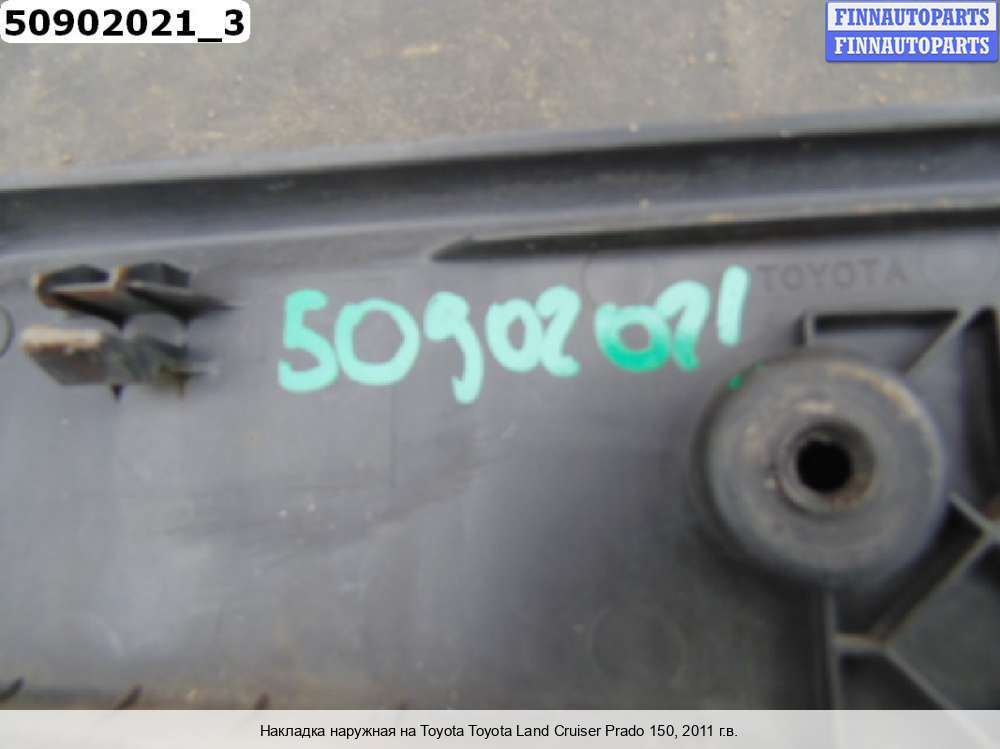 50902021_3
FINNAUTOPARTS
FINNAUTOPARTS
TOYOTA
50902021
Накладка наружная на Toyota Toyota Land Cruiser Prado 150, 2011 г.в.